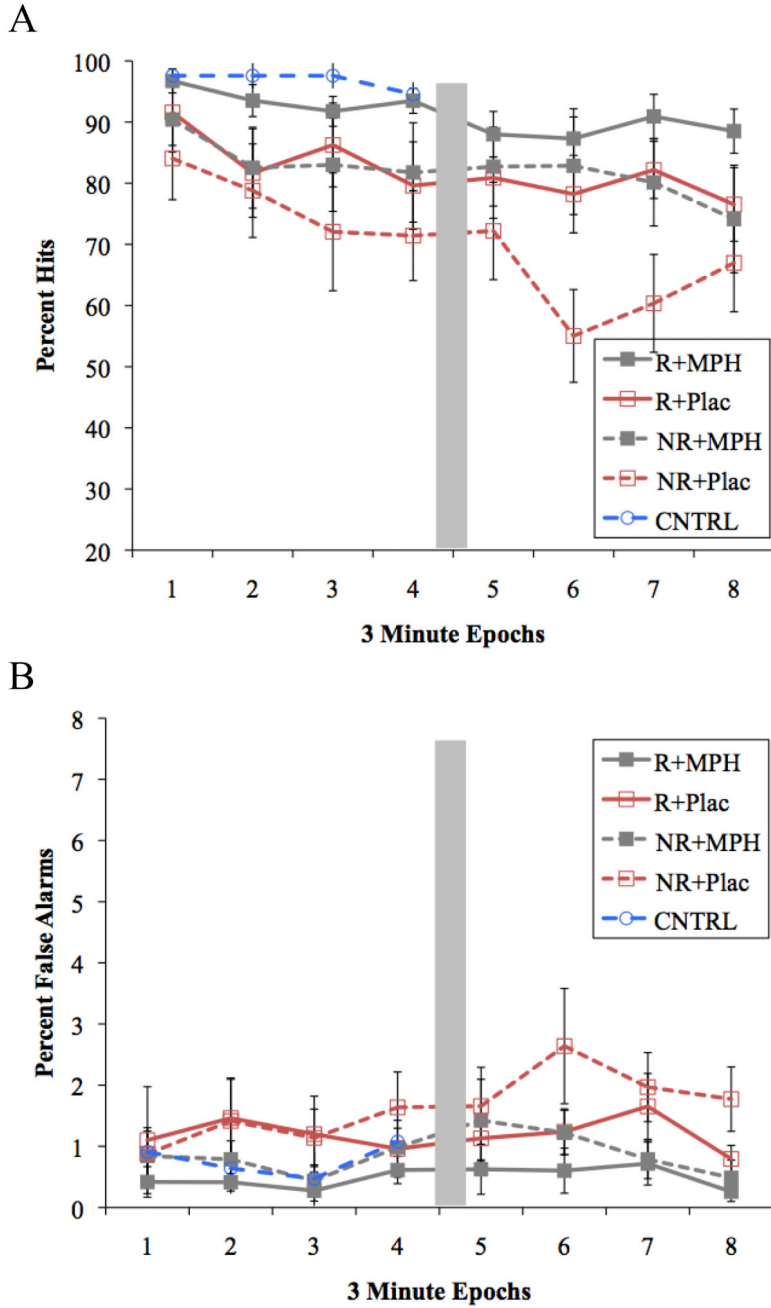 A
100
90
80
70
60
50
40
30
20
Percent Hits
R+MPH
R+Plac
NR+MPH
NR+Plac
CNTRL
1 2 3 4 5 6 7 8
3 Minute Epochs
B
8
7
6
5
4
3
2
1
0
Percent False Alarms
R+MPH
R+Plac
NR+MPH
NR+Plac
CNTRL
1 2 3 4 5 6 7 8
3 Minute Epochs